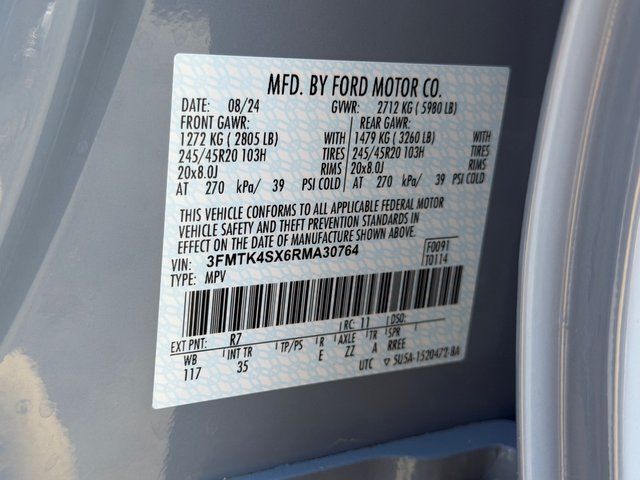 MFD. BY FORD MOTOR CO.
DATE: 08/24 GVWR: 2712 KG ( 5980 LB)
FRONT GAWR: REAR GAWR:
1272 KG ( 2805 LB) WITH 1479 KG ( 3260 LB) WITH
245/45R20 103H TIRES 245/45R20 103H TIRES
20x8.0J RIMS 20x8.0J RIMS
AT 270 kPa/ 39 PSI COLD AT 270 kPa/ 39 PSI COLD
THIS VEHICLE CONFORMS TO ALL APPLICABLE FEDERAL MOTOR
VEHICLE SAFETY AND THEFT PREVENTION STANDARDS IN
EFFECT ON THE DATE OF MANUFACTURE SHOWN ABOVE.
VIN: 3FMTK4SX6RMA30764 F0091
TYPE: MPV T0114
EXT PNT: R7 RC: 11 DSO:
WB INT TR TP/PS R AXLE TR SPR
117 35 E ZZ A RREE
UTC ▽ 5U5A-1520472-BA